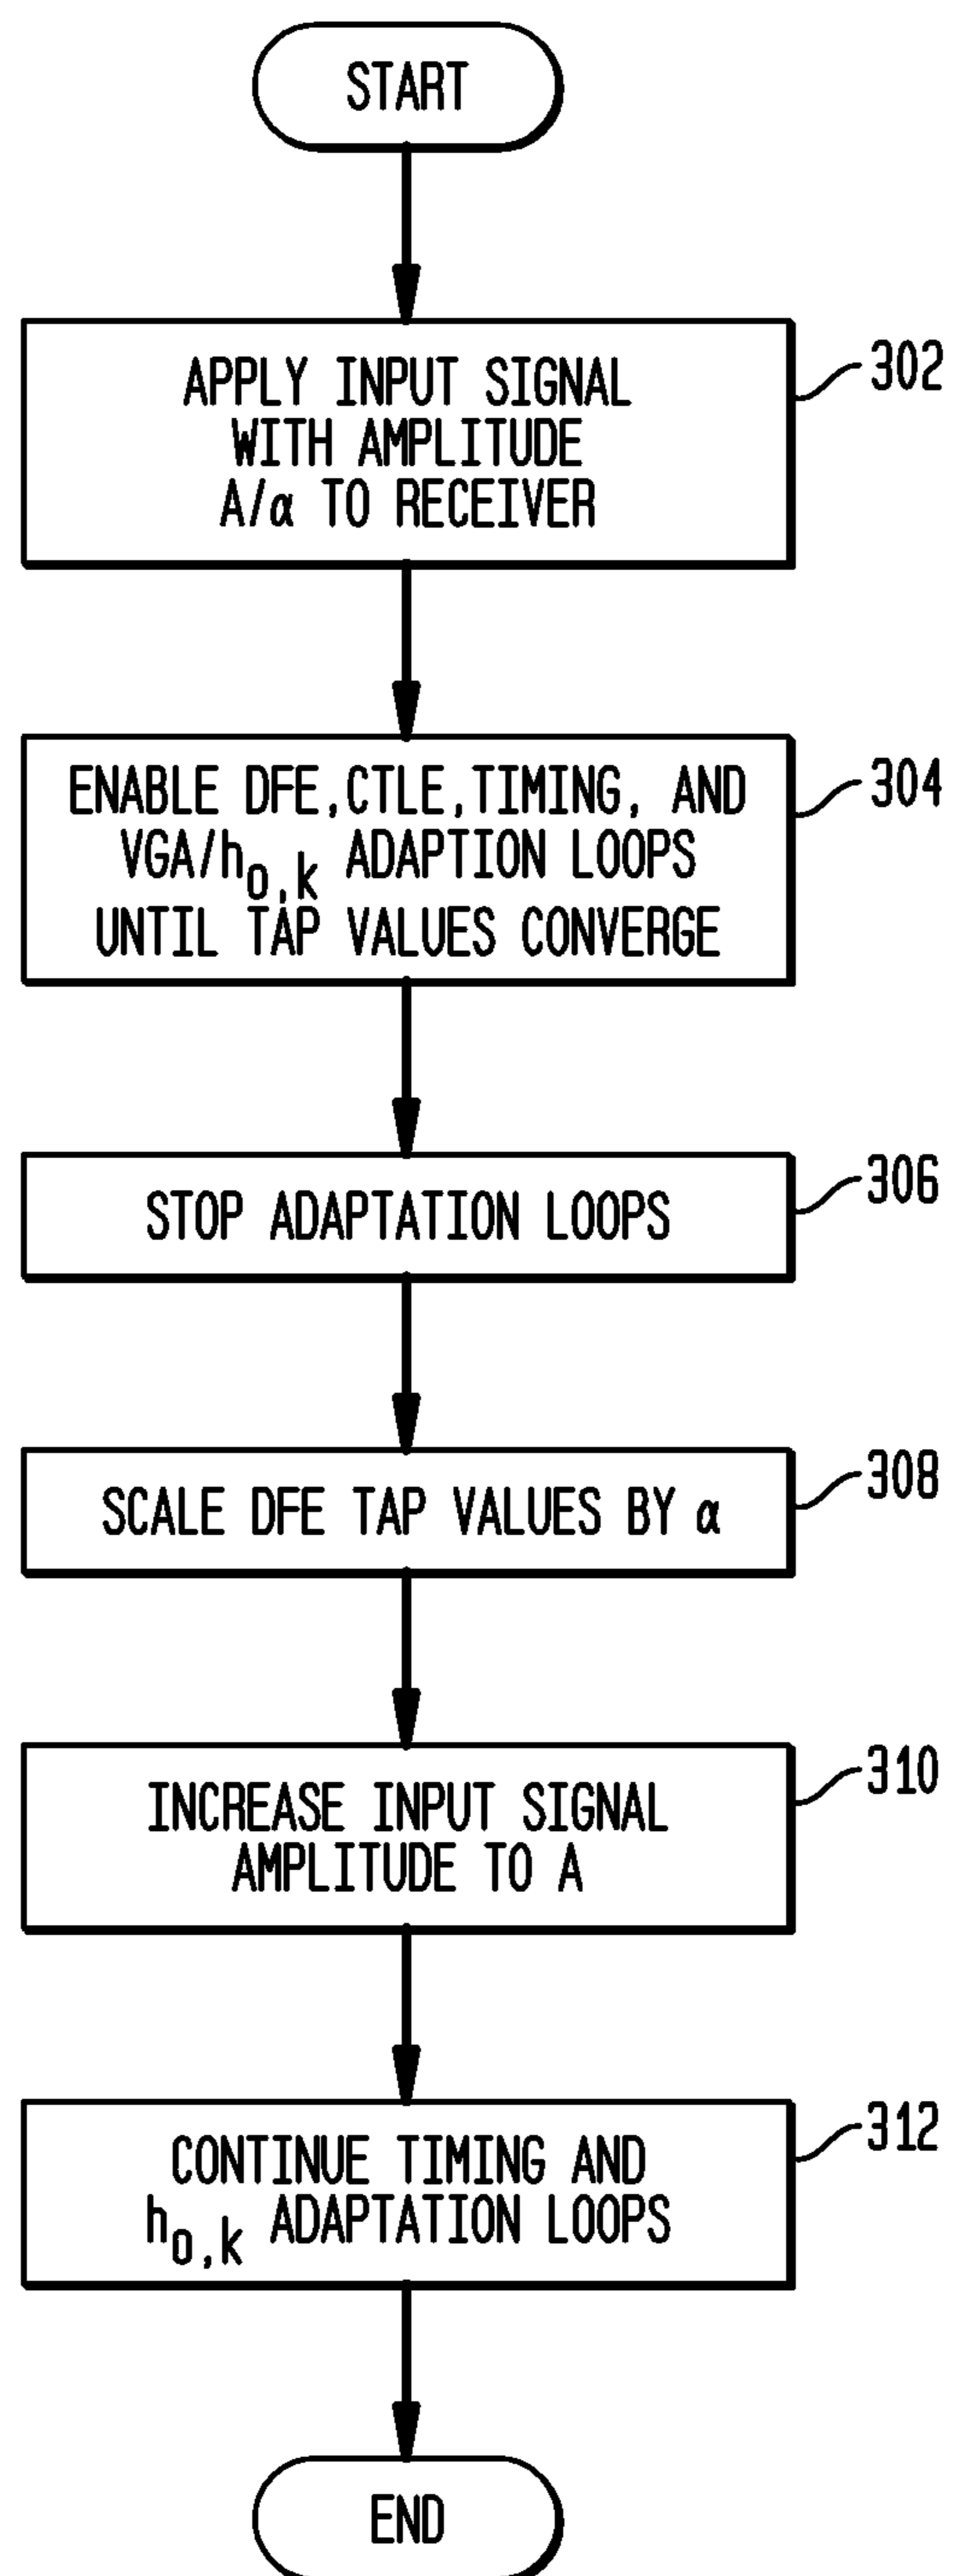 START
APPLY INPUT SIGNAL
WITH AMPLITUDE
A/α TO RECEIVER
302
ENABLE DFE,CTLE,TIMING, AND
VGA/h0,k ADAPTION LOOPS
UNTIL TAP VALUES CONVERGE
304
STOP ADAPTATION LOOPS
306
SCALE DFE TAP VALUES BY α
308
INCREASE INPUT SIGNAL
AMPLITUDE TO A
310
CONTINUE TIMING AND
h0,k ADAPTATION LOOPS
312
END